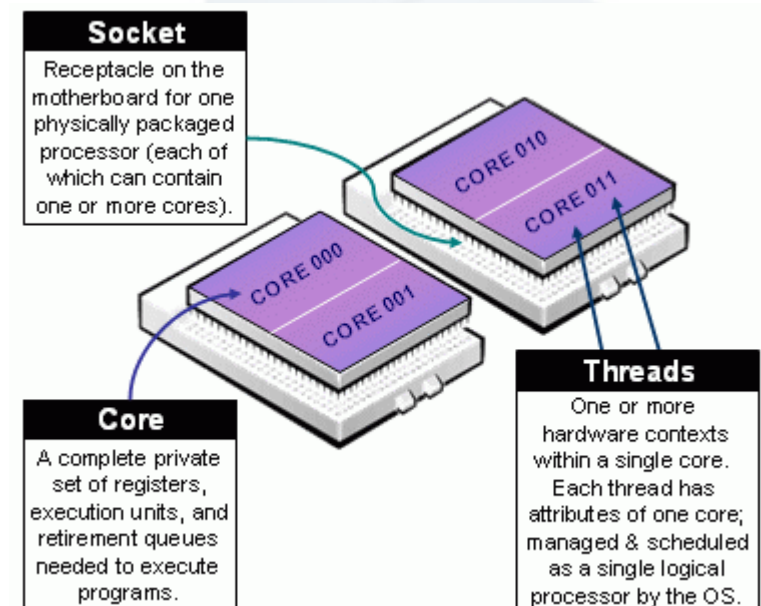 Socket
Receptacle on the
motherboard for one
physically packaged
processor (each of
which can contain
one or more cores).
CORE 010
CORE 011
CORE 000
CORE 001
Core
A complete private
set of registers,
execution units, and
retirement queues
needed to execute
programs.
Threads
One or more
hardware contexts
within a single core.
Each thread has
attributes of one core;
managed & scheduled
as a single logical
processor by the OS.